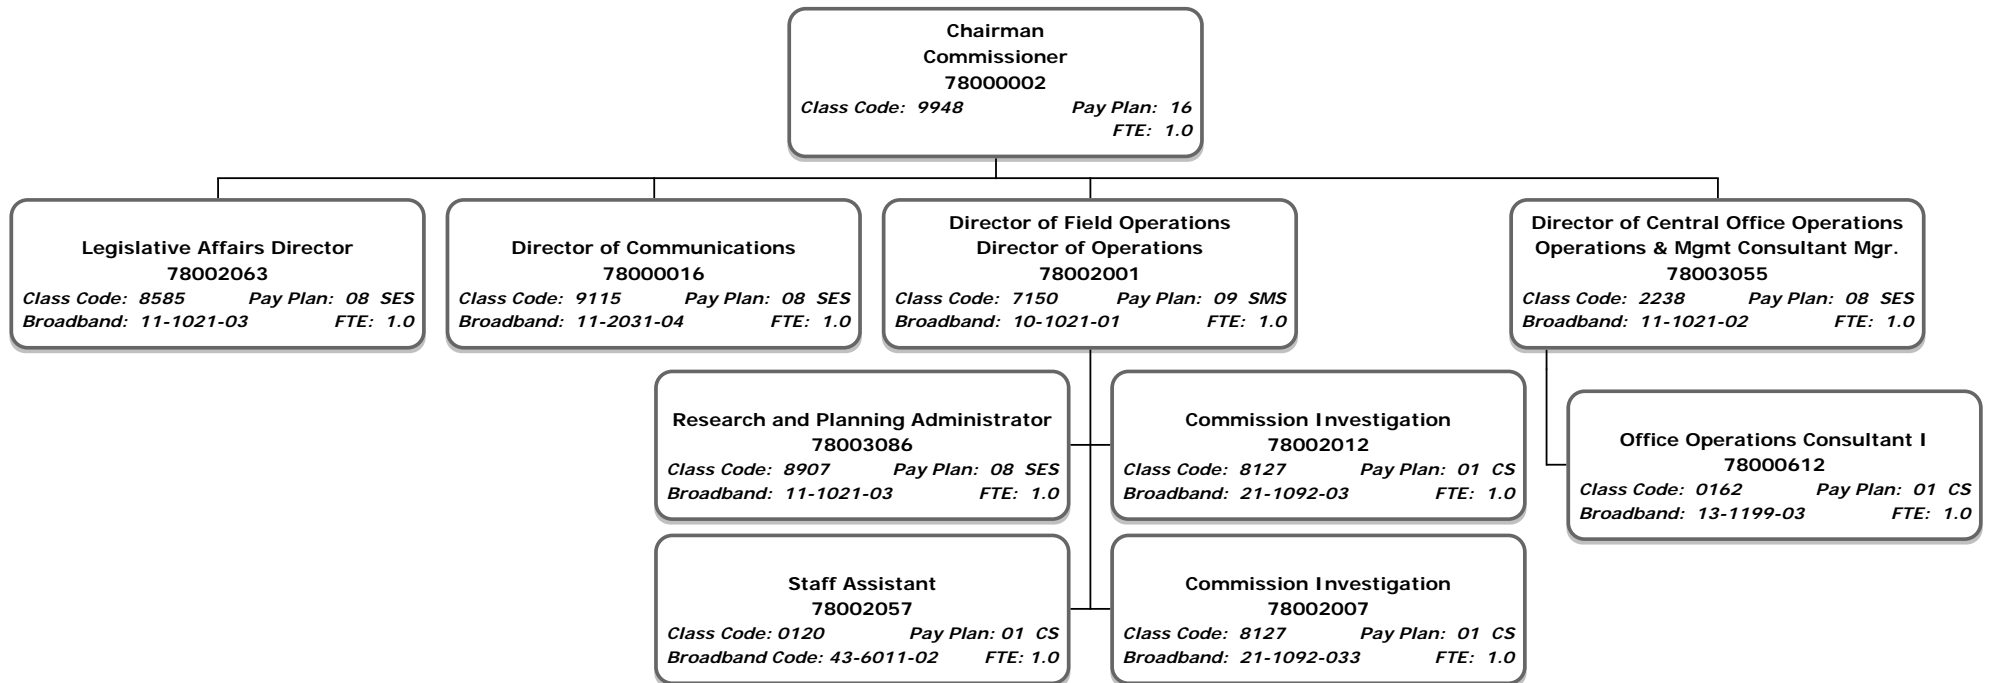 Chairman
Commissioner
78000002
Class Code: 9948 Pay Plan: 16
FTE: 1.0
Legislative Affairs Director
78002063
Class Code: 8585 Pay Plan: 08 SES
Broadband: 11-1021-03 FTE: 1.0
Director of Communications
78000016
Class Code: 9115 Pay Plan: 08 SES
Broadband: 11-2031-04 FTE: 1.0
Director of Field Operations
Director of Operations
78002001
Class Code: 7150 Pay Plan: 09 SMS
Broadband: 10-1021-01 FTE: 1.0
Director of Central Office Operations
Operations & Mgmt Consultant Mgr.
78003055
Class Code: 2238 Pay Plan: 08 SES
Broadband: 11-1021-02 FTE: 1.0
Research and Planning Administrator
78003086
Class Code: 8907 Pay Plan: 08 SES
Broadband: 11-1021-03 FTE: 1.0
Commission Investigation
78002012
Class Code: 8127 Pay Plan: 01 CS
Broadband: 21-1092-03 FTE: 1.0
Office Operations Consultant I
78000612
Class Code: 0162 Pay Plan: 01 CS
Broadband: 13-1199-03 FTE: 1.0
Staff Assistant
78002057
Class Code: 0120 Pay Plan: 01 CS
Broadband Code: 43-6011-02 FTE: 1.0
Commission Investigation
78002007
Class Code: 8127 Pay Plan: 01 CS
Broadband: 21-1092-033 FTE: 1.0